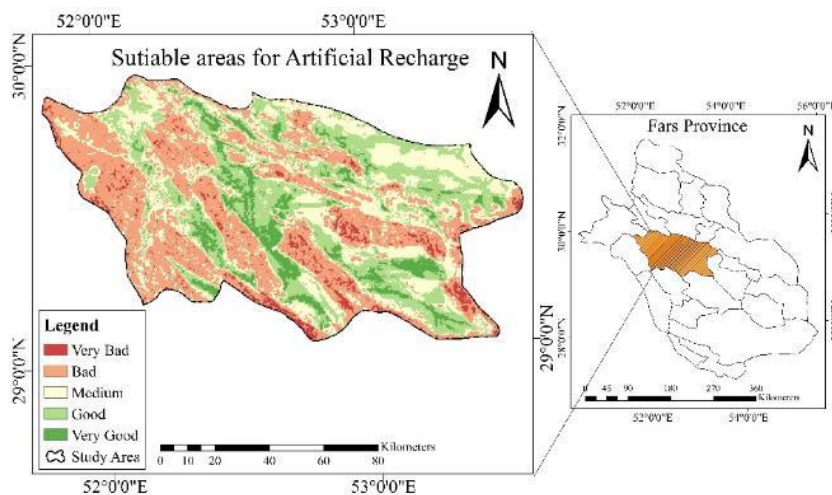 52°0'0"E 53°0'0"E
Sutiable areas for Artificial Recharge
N
30°0'0"N
29°0'0"N
29°0'0"N
Legend
Very Bad
Bad
Medium
Good
Very Good
Study Area
Kilometers
0 10 20 40 60 80
52°0'0"E 53°0'0"E
52°0'0"E 54°0'0"E 56°0'0"E
Fars Province
N
30°0'0"N
28°0'0"N
Kilometers
0 45 90 180 270 360
52°0'0"E 54°0'0"E